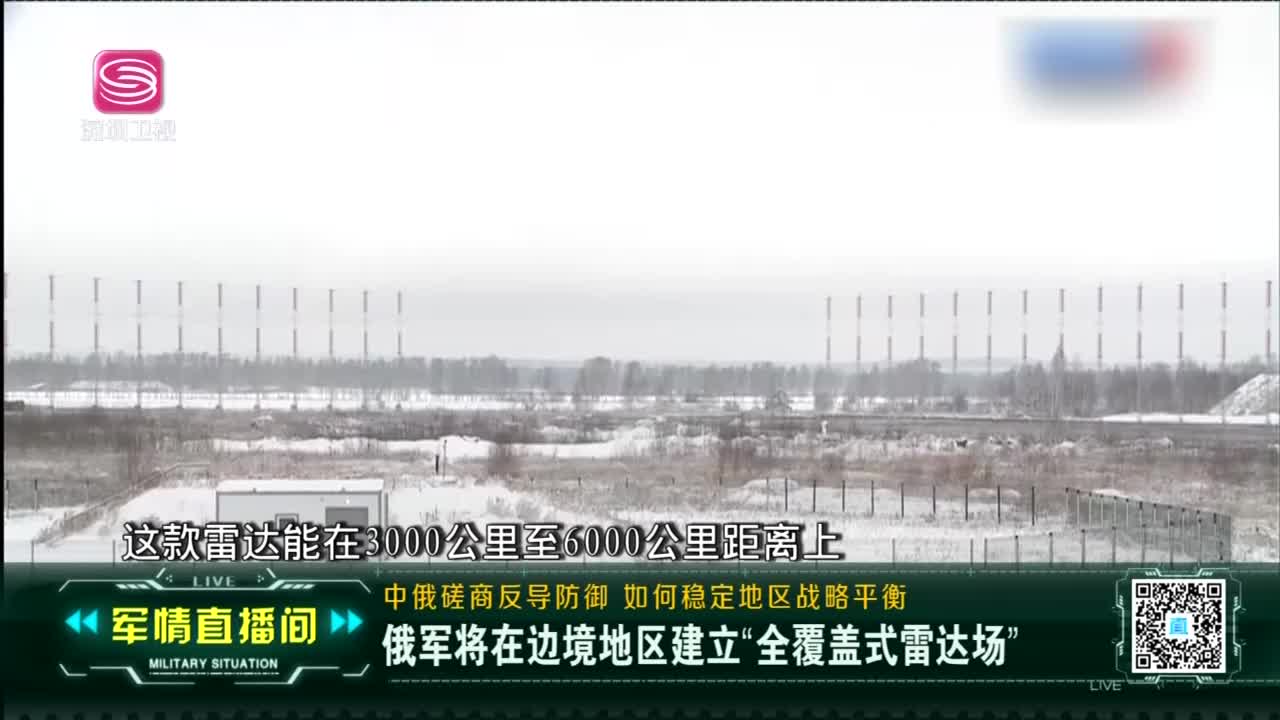 深圳卫视
这款雷达能在3000公里至6000公里距离上
LIVE
军情直播间
MILITARY SITUATION
中俄磋商反导防御 如何稳定地区战略平衡
俄军将在边境地区建立“全覆盖式雷达场”
直
LIVE